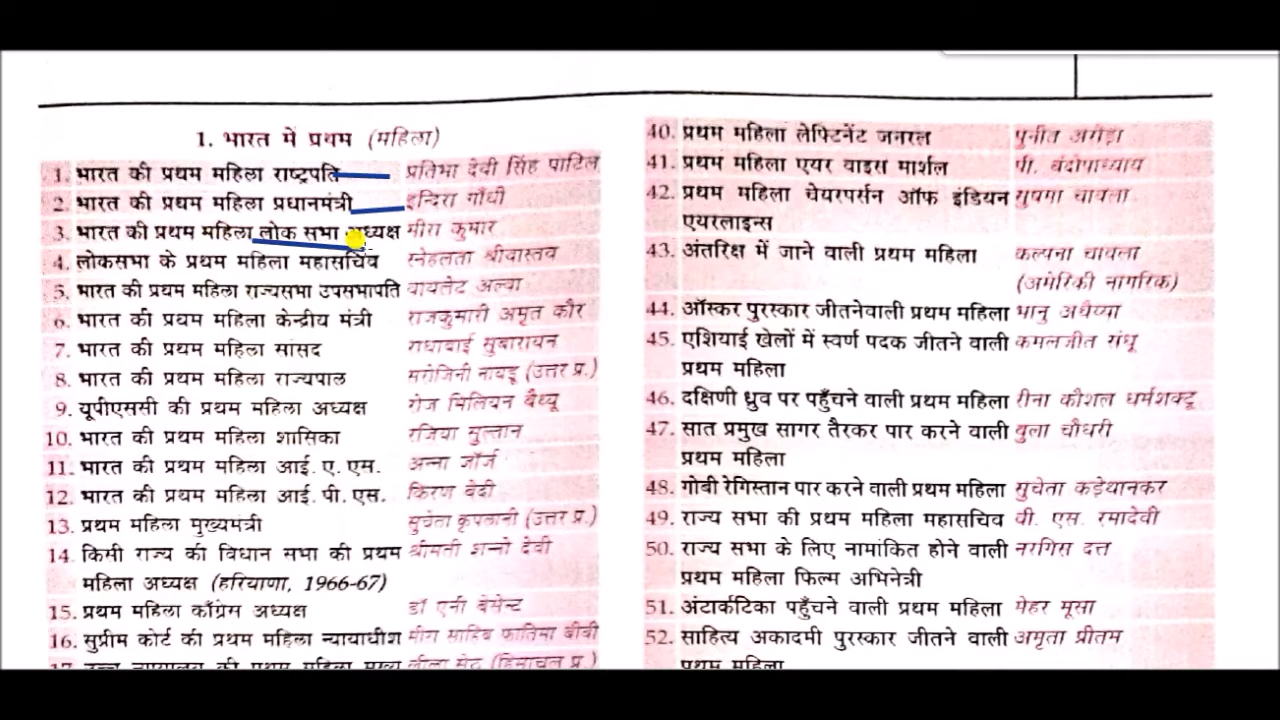 1. भारत में प्रथम (महिला)
1. भारत की प्रथम महिला राष्ट्रपति प्रतिभा देवी सिंह पाटिल
2. भारत की प्रथम महिला प्रधानमंत्री इन्दिरा गाँधी
3. भारत की प्रथम महिला लोक सभा अध्यक्ष मीरा कुमार
4. लोकसभा के प्रथम महिला महासचिव स्नेहलता श्रीवास्तव
5. भारत की प्रथम महिला राज्यसभा उपसभापति वायलेट अल्वा
6. भारत की प्रथम महिला केन्द्रीय मंत्री राजकुमारी अमृत कौर
7. भारत की प्रथम महिला सांसद राधाबाई सुबारायन
8. भारत की प्रथम महिला राज्यपाल सरोजिनी नायडू (उत्तर प्र.)
9. यूपीएससी की प्रथम महिला अध्यक्ष रोज मिलियन बैथ्यू
10. भारत की प्रथम महिला शासिका रजिया सुल्तान
11. भारत की प्रथम महिला आई. ए. एस. अन्ना जॉर्ज
12. भारत की प्रथम महिला आई. पी. एस. किरण बेदी
13. प्रथम महिला मुख्यमंत्री सुचेता कृपलानी (उत्तर प्र.)
14. किसी राज्य की विधान सभा की प्रथम श्रीमती शन्नो देवी
महिला अध्यक्ष (हरियाणा, 1966-67)
15. प्रथम महिला काँग्रेस अध्यक्ष डॉ एनी बेसेन्ट
16. सुप्रीम कोर्ट की प्रथम महिला न्यायाधीश मीरा साहिब फातिमा बीबी
17. उच्च न्यायालय की प्रथम महिला मुख्य लीला सेठ (हिमाचल प्र.)
40. प्रथम महिला लेफ्टिनेंट जनरल पुनीत अरोड़ा
41. प्रथम महिला एयर वाइस मार्शल पी. बंदोपाध्याय
42. प्रथम महिला चेयरपर्सन ऑफ इंडियन सुषमा चावला
एयरलाइन्स
43. अंतरिक्ष में जाने वाली प्रथम महिला कल्पना चावला
(अमेरिकी नागरिक)
44. ऑस्कर पुरस्कार जीतनेवाली प्रथम महिला भानु अथैय्या
45. एशियाई खेलों में स्वर्ण पदक जीतने वाली कमलजीत संधू
प्रथम महिला
46. दक्षिणी ध्रुव पर पहुँचने वाली प्रथम महिला रीना कौशल धर्मशक्टू
47. सात प्रमुख सागर तैरकर पार करने वाली बुला चौधरी
प्रथम महिला
48. गोबी रेगिस्तान पार करने वाली प्रथम महिला सुचेता कड़ेथानकर
49. राज्य सभा की प्रथम महिला महासचिव वी. एस. रमादेवी
50. राज्य सभा के लिए नामांकित होने वाली नरगिस दत्त
प्रथम महिला फिल्म अभिनेत्री
51. अंटार्कटिका पहुँचने वाली प्रथम महिला मेहर मूसा
52. साहित्य अकादमी पुरस्कार जीतने वाली अमृता प्रीतम
प्रथम महिला